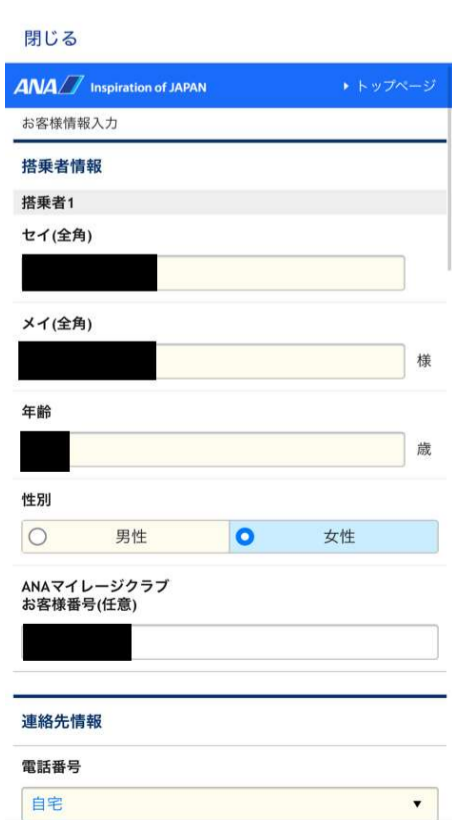 閉じる
ANA Inspiration of JAPAN トップページ
お客様情報入力
搭乗者情報
搭乗者1
セイ(全角)
メイ(全角)
様
年齢
歳
性別
男性 女性
ANAマイレージクラブ
お客様番号(任意)
連絡先情報
電話番号
自宅